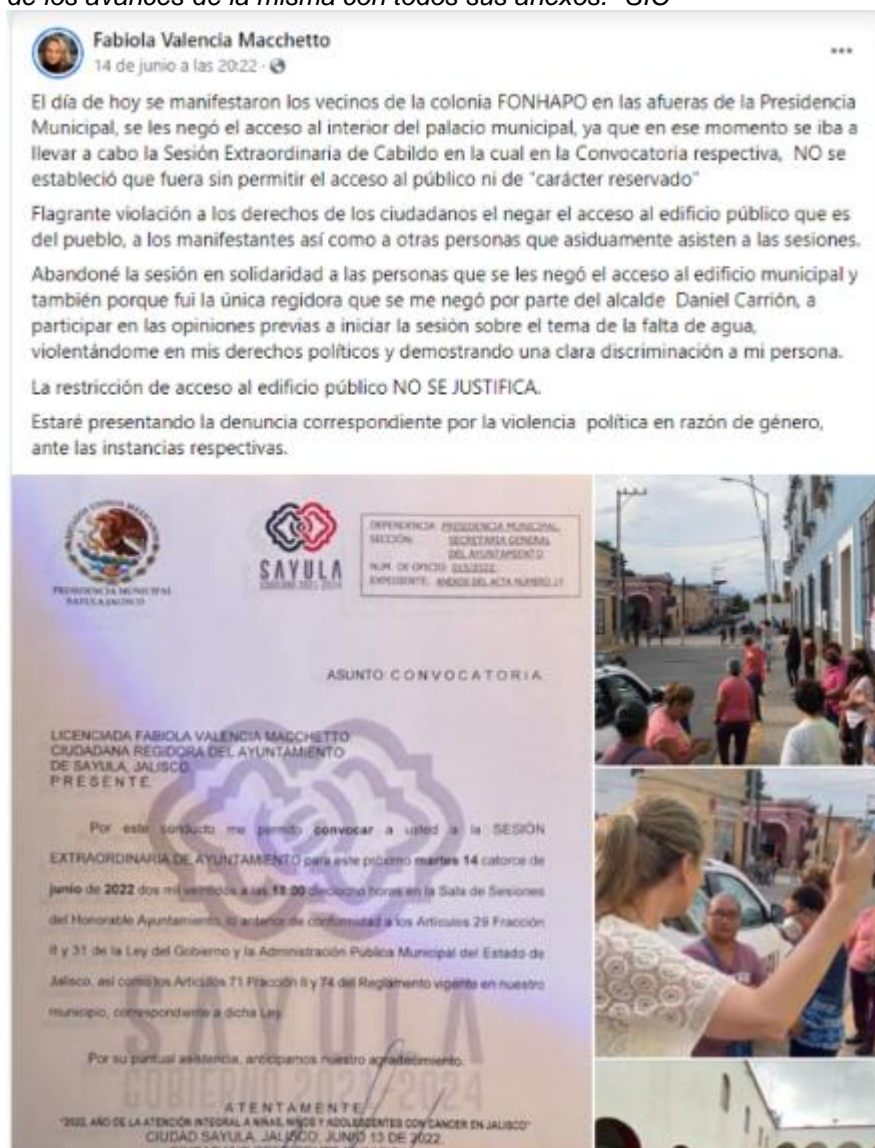 de los avances de la misma con todos sus anexos." SIC
Fabiola Valencia Macchetto
14 de junio a las 20:22 ·
El día de hoy se manifestaron los vecinos de la colonia FONHAPO en las afueras de la Presidencia
Municipal, se les negó el acceso al interior del palacio municipal, ya que en ese momento se iba a
llevar a cabo la Sesión Extraordinaria de Cabildo en la cual en la Convocatoria respectiva, NO se
estableció que fuera sin permitir el acceso al público ni de "carácter reservado"
Flagrante violación a los derechos de los ciudadanos el negar el acceso al edificio público que es
del pueblo, a los manifestantes así como a otras personas que asiduamente asisten a las sesiones.
Abandoné la sesión en solidaridad a las personas que se les negó el acceso al edificio municipal y
también porque fui la única regidora que se me negó por parte del alcalde Daniel Carrión, a
participar en las opiniones previas a iniciar la sesión sobre el tema de la falta de agua,
violentándome en mis derechos políticos y demostrando una clara discriminación a mi persona.
La restricción de acceso al edificio público NO SE JUSTIFICA.
Estaré presentando la denuncia correspondiente por la violencia política en razón de género,
ante las instancias respectivas.
PRESIDENCIA MUNICIPAL
SAYULA JALISCO
SAYULA
GOBIERNO 2021-2024
DEPENDENCIA: PRESIDENCIA MUNICIPAL.
SECCIÓN: SECRETARIA GENERAL
DEL AYUNTAMIENTO
NUM. DE OFICIO:
EXPEDIENTE: ANEXOS DEL ACTA NUMERO
ASUNTO: CONVOCATORIA.
LICENCIADA FABIOLA VALENCIA MACCHETTO
CIUDADANA REGIDORA DEL AYUNTAMIENTO
DE SAYULA, JALISCO.
PRESENTE
Por este conducto me permito convocar a usted a la SESIÓN
EXTRAORDINARIA DE AYUNTAMIENTO para este próximo martes 14 catorce de
junio de 2022 dos mil veintidós a las 18:00 dieciocho horas en la Sala de Sesiones
del Honorable Ayuntamiento, lo anterior de conformidad a los Artículos 29 Fracción
II y 31 de la Ley del Gobierno y la Administración Pública Municipal del Estado de
Jalisco, así como los Artículos 71 Fracción II y 74 del Reglamento vigente en nuestro
municipio, correspondiente a dicha Ley.
Por su puntual asistencia, anticipamos nuestro agradecimiento.
SAYULA
GOBIERNO 2021-2024
ATENTAMENTE
"2022, AÑO DE LA ATENCIÓN INTEGRAL A NIÑAS, NIÑOS Y ADOLESCENTES CON CÁNCER EN JALISCO"
CIUDAD SAYULA, JALISCO; JUNIO 13 DE 2022.